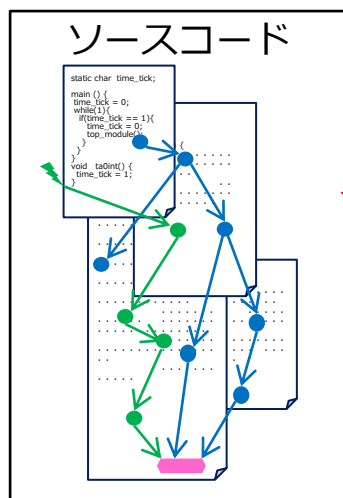 ソースコード
static char  time_tick;
main () {
time_tick = 0;
while(1){
if(time_tick == 1){
time_tick = 0;
top_module();
}
}
}
{
void   ta0int() {
time_tick = 1;
}